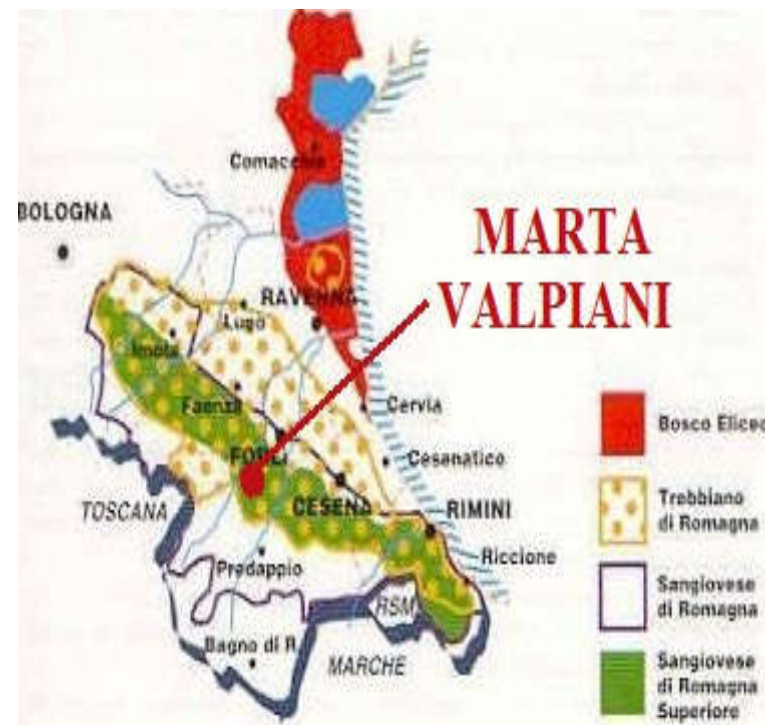 Comacchio
BOLOGNA
MARTA
VALPIANI
RAVENNA
Lugo
Imola
Faenza
Cervia
FORLI
Cesenatico
TOSCANA
CESENA
RIMINI
Predappio
Riccione
RSM
Bagno di R.
MARCHE
Bosco Eliceo
Trebbiano
di Romagna
Sangiovese
di Romagna
Sangiovese
di Romagna
Superiore